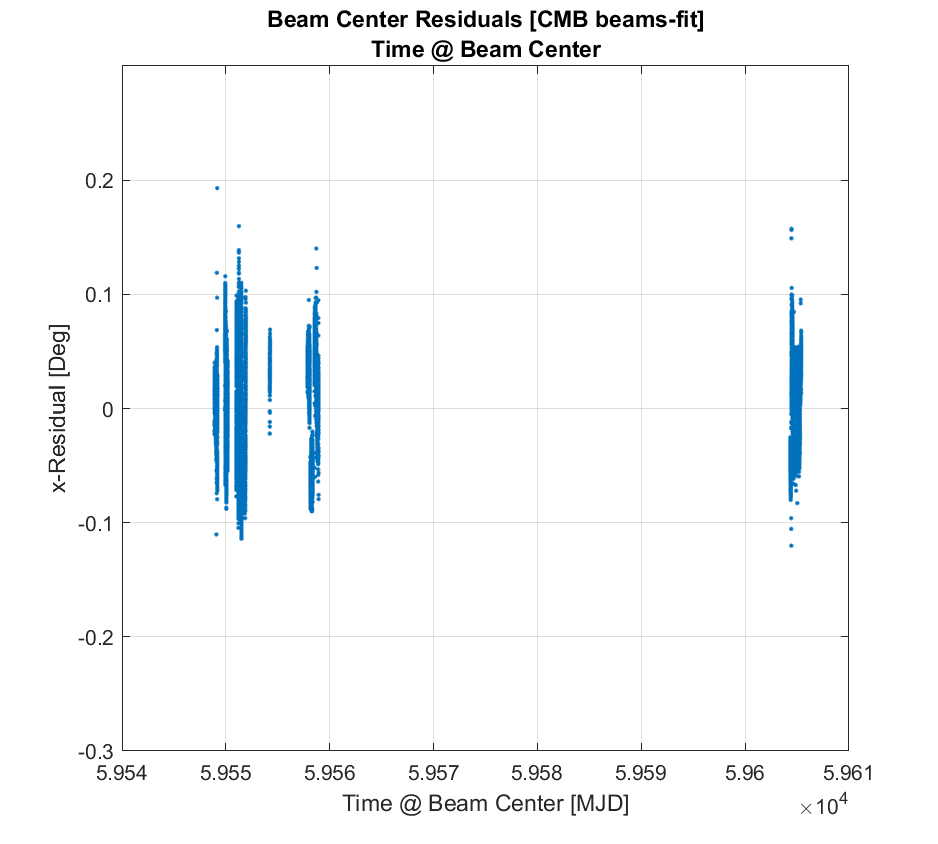 Beam Center Residuals [CMB beams-fit]
Time @ Beam Center
0.2
0.1
0
-0.1
-0.2
-0.3
x-Residual [Deg]
5.954 5.955 5.956 5.957 5.958 5.959 5.96 5.961
Time @ Beam Center [MJD]
×10⁴